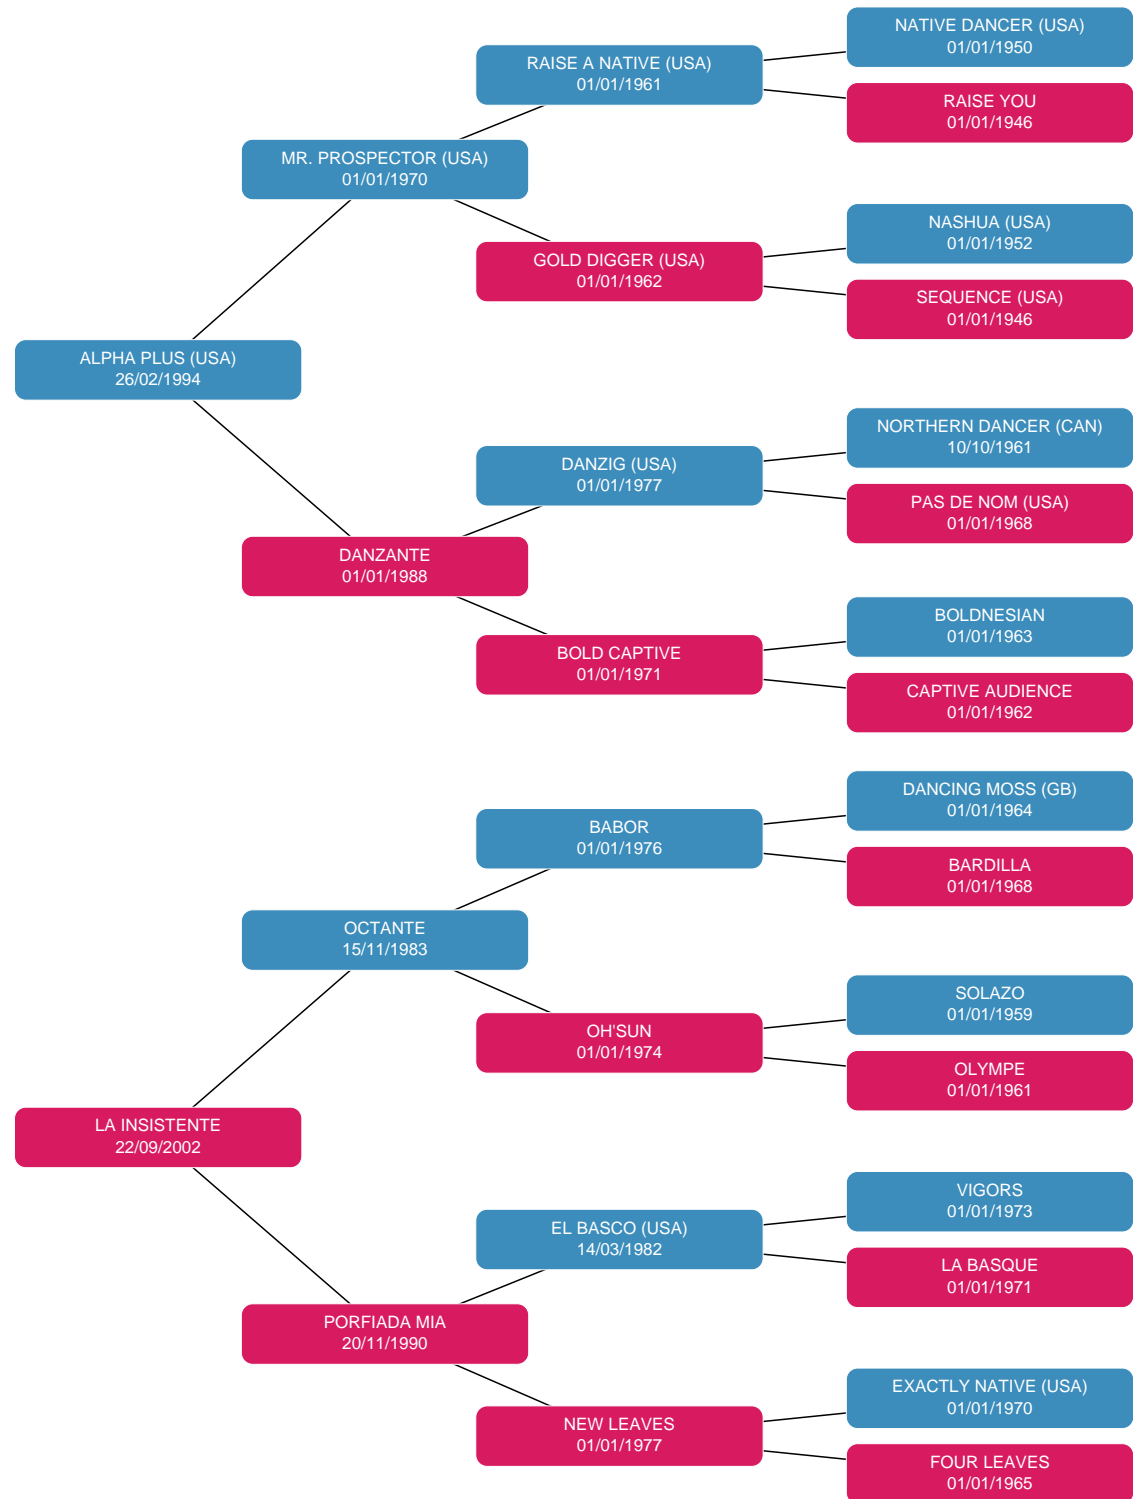 NATIVE DANCER (USA)
01/01/1950
RAISE A NATIVE (USA)
01/01/1961
RAISE YOU
01/01/1946
MR. PROSPECTOR (USA)
01/01/1970
NASHUA (USA)
01/01/1952
GOLD DIGGER (USA)
01/01/1962
SEQUENCE (USA)
01/01/1946
ALPHA PLUS (USA)
26/02/1994
NORTHERN DANCER (CAN)
10/10/1961
DANZIG (USA)
01/01/1977
PAS DE NOM (USA)
01/01/1968
DANZANTE
01/01/1988
BOLDNESIAN
01/01/1963
BOLD CAPTIVE
01/01/1971
CAPTIVE AUDIENCE
01/01/1962
DANCING MOSS (GB)
01/01/1964
BABOR
01/01/1976
BARDILLA
01/01/1968
OCTANTE
15/11/1983
SOLAZO
01/01/1959
OH'SUN
01/01/1974
OLYMPE
01/01/1961
LA INSISTENTE
22/09/2002
VIGORS
01/01/1973
EL BASCO (USA)
14/03/1982
LA BASQUE
01/01/1971
PORFIADA MIA
20/11/1990
EXACTLY NATIVE (USA)
01/01/1970
NEW LEAVES
01/01/1977
FOUR LEAVES
01/01/1965